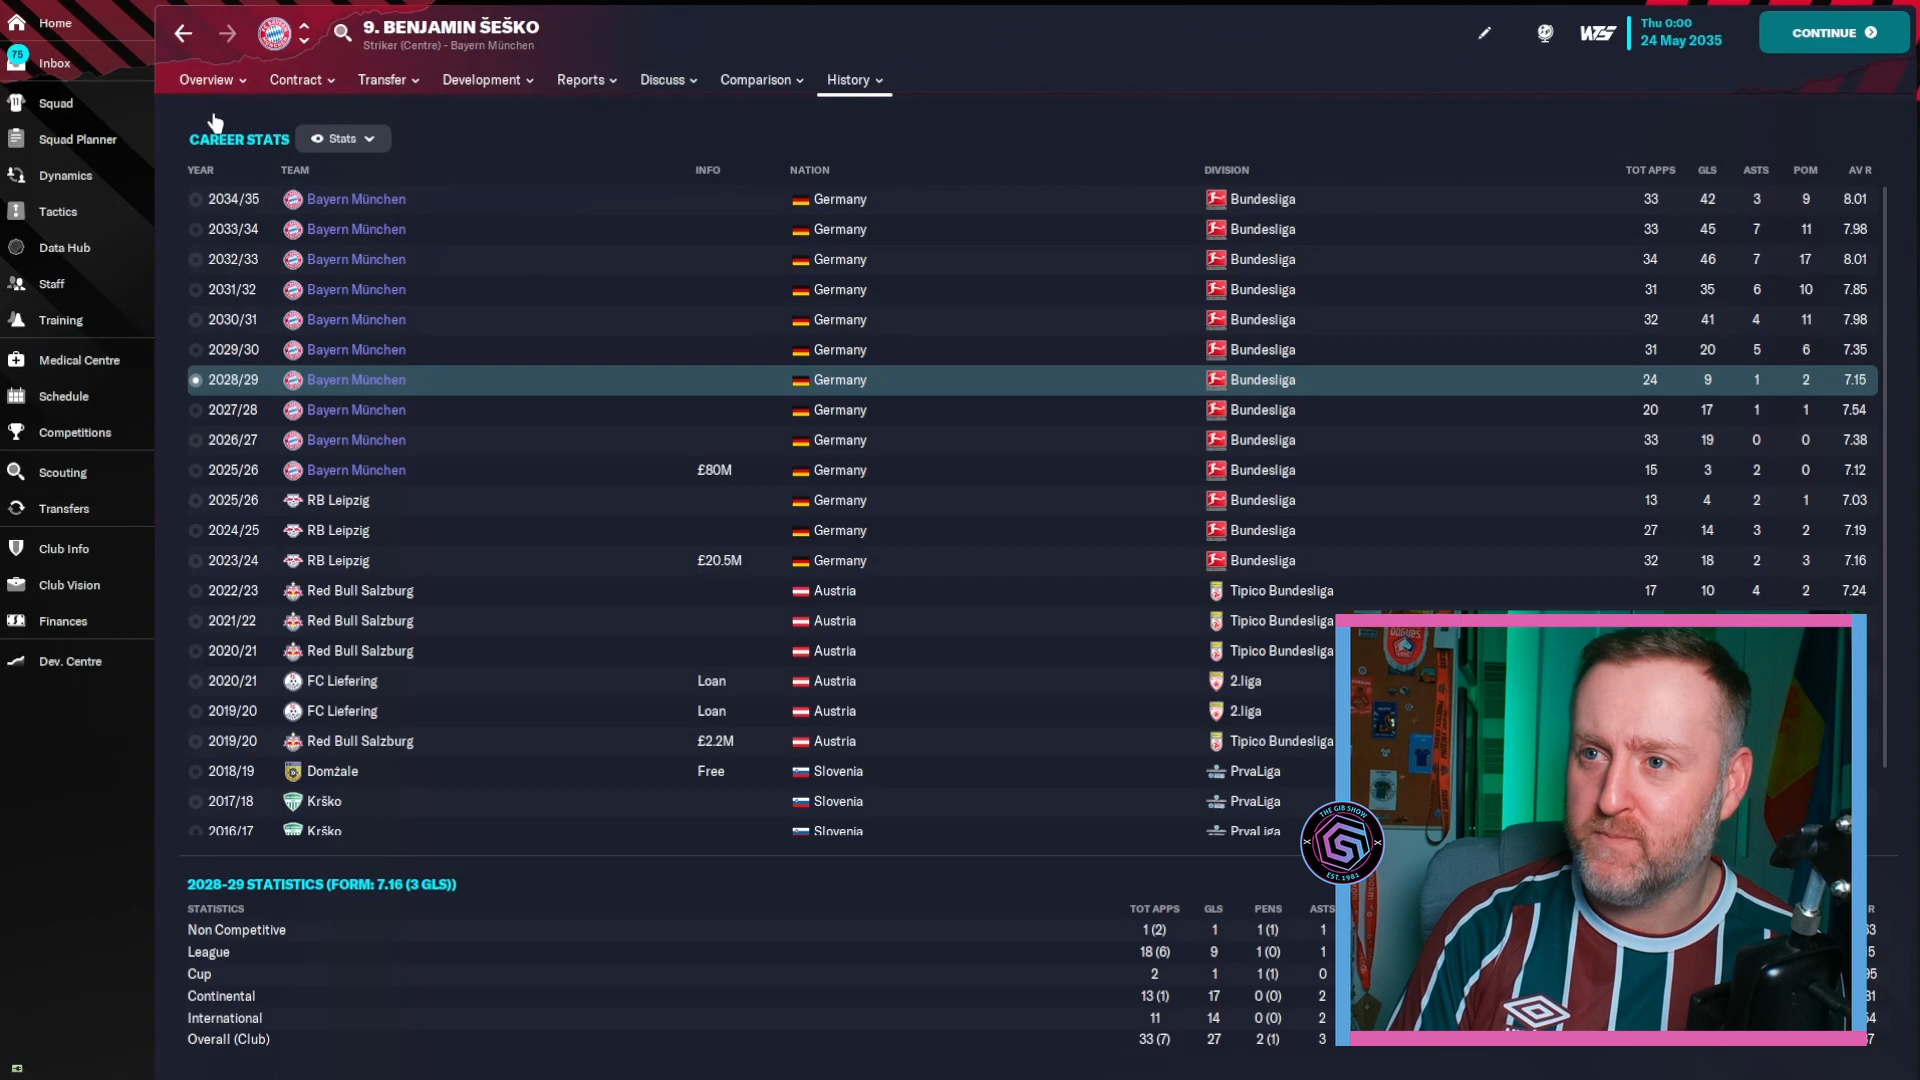 Home
9. BENJAMIN ŠEŠKO
Striker (Centre) - Bayern München
Thu 0:00
24 May 2035
CONTINUE
75
Inbox
Overview Contract Transfer Development Reports Discuss Comparison History
Squad
Squad Planner
Dynamics
Tactics
Data Hub
Staff
Training
Medical Centre
Schedule
Competitions
Scouting
Transfers
Club Info
Club Vision
Finances
Dev. Centre
CAREER STATS Stats
YEAR TEAM INFO NATION DIVISION TOT APPS GLS ASTS POM AV R
2034/35 Bayern München Germany Bundesliga 33 42 3 9 8.01
2033/34 Bayern München Germany Bundesliga 33 45 7 11 7.98
2032/33 Bayern München Germany Bundesliga 34 46 7 17 8.01
2031/32 Bayern München Germany Bundesliga 31 35 6 10 7.85
2030/31 Bayern München Germany Bundesliga 32 41 4 11 7.98
2029/30 Bayern München Germany Bundesliga 31 20 5 6 7.35
2028/29 Bayern München Germany Bundesliga 24 9 1 2 7.15
2027/28 Bayern München Germany Bundesliga 20 17 1 1 7.54
2026/27 Bayern München Germany Bundesliga 33 19 0 0 7.38
2025/26 Bayern München £80M Germany Bundesliga 15 3 2 0 7.12
2025/26 RB Leipzig Germany Bundesliga 13 4 2 1 7.03
2024/25 RB Leipzig Germany Bundesliga 27 14 3 2 7.19
2023/24 RB Leipzig £20.5M Germany Bundesliga 32 18 2 3 7.16
2022/23 Red Bull Salzburg Austria Tipico Bundesliga 17 10 4 2 7.24
2021/22 Red Bull Salzburg Austria Tipico Bundesliga
2020/21 Red Bull Salzburg Austria Tipico Bundesliga
2020/21 FC Liefering Loan Austria 2.liga
2019/20 FC Liefering Loan Austria 2.liga
2019/20 Red Bull Salzburg £2.2M Austria Tipico Bundesliga
2018/19 Domžale Free Slovenia PrvaLiga
2017/18 Krško Slovenia PrvaLiga
2016/17 Krško Slovenia PrvaLiga
THE GIB SHOW
EST. 1981
2028-29 STATISTICS (FORM: 7.16 (3 GLS))
STATISTICS TOT APPS GLS PENS ASTS R
Non Competitive 1 (2) 1 1 (1) 1
League 18 (6) 9 1 (0) 1
Cup 2 1 1 (1) 0
Continental 13 (1) 17 0 (0) 2
International 11 14 0 (0) 2
Overall (Club) 33 (7) 27 2 (1) 3